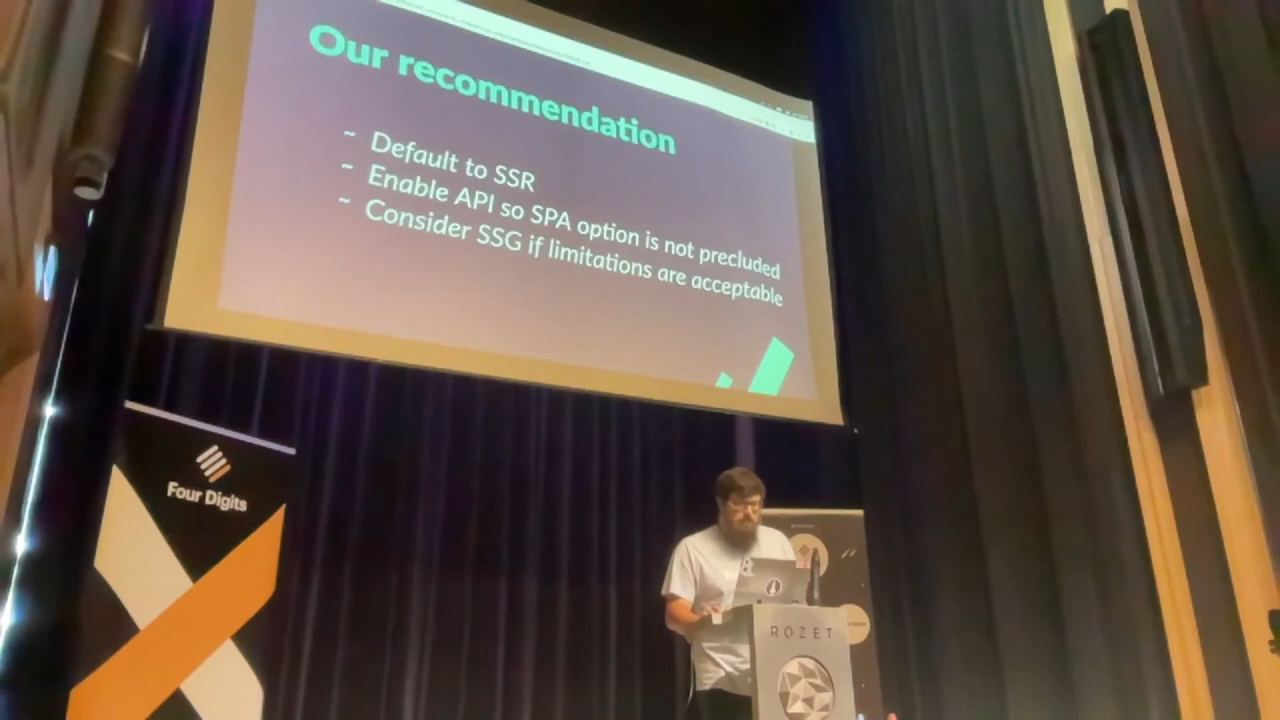 Our recommendation
~ Default to SSR
~ Enable API so SPA option is not precluded
~ Consider SSG if limitations are acceptable
Four Digits
ROZET